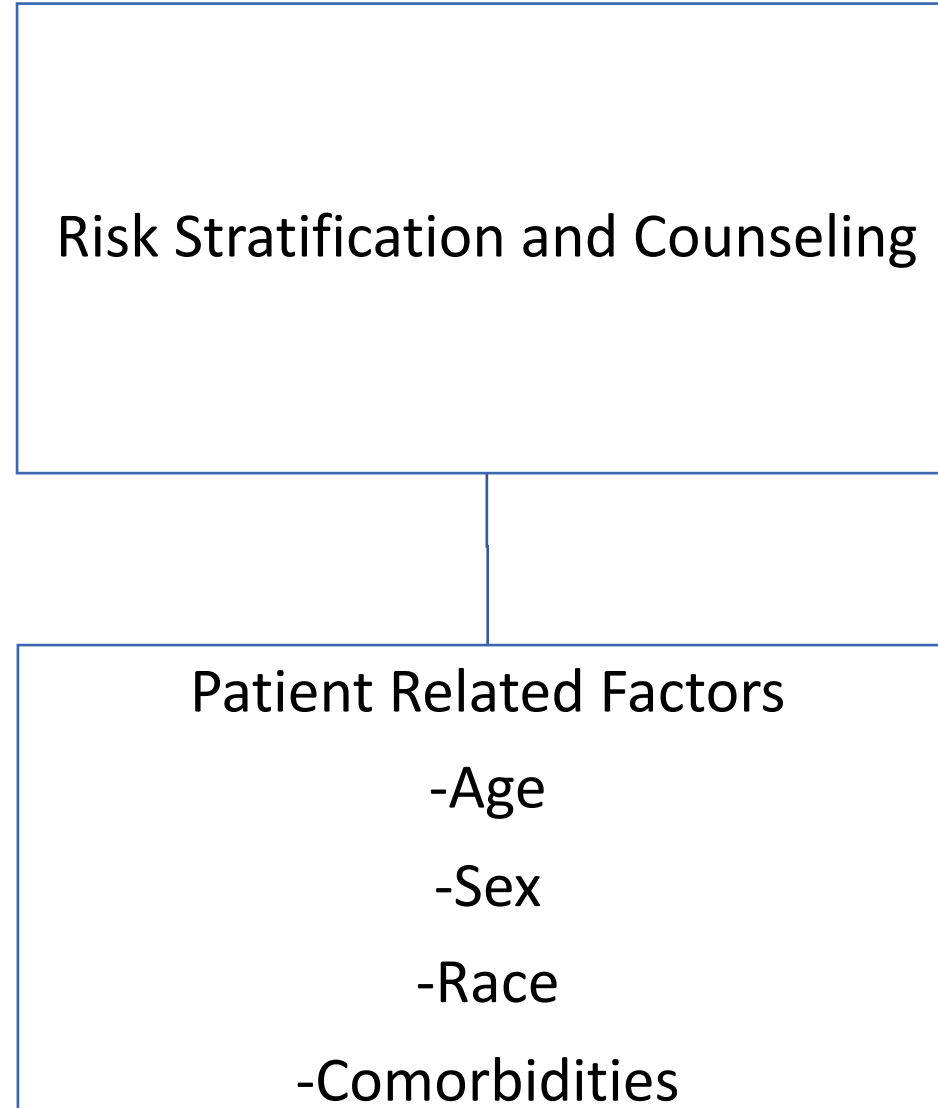 Risk Stratification and Counseling
Patient Related Factors
-Age
-Sex
-Race
-Comorbidities